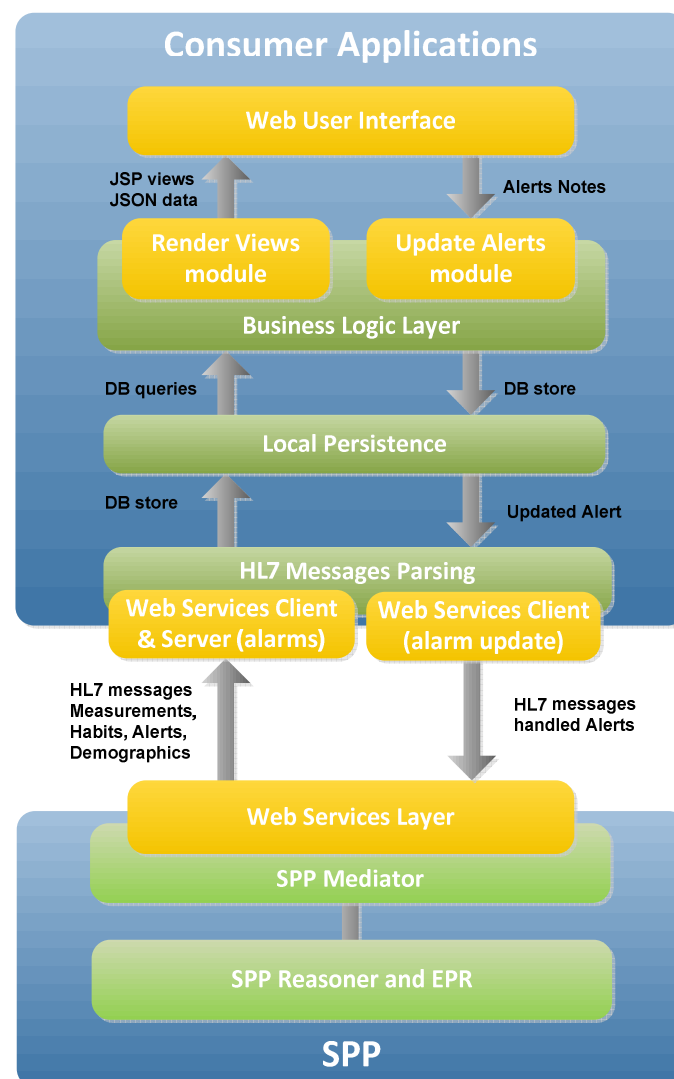 Consumer Applications
Web User Interface
JSP views
JSON data
Alerts Notes
Render Views
module
Update Alerts
module
Business Logic Layer
DB queries
DB store
Local Persistence
DB store
Updated Alert
HL7 Messages Parsing
Web Services Client
& Server (alarms)
Web Services Client
(alarm update)
HL7 messages
Measurements,
Habits, Alerts,
Demographics
HL7 messages
handled Alerts
Web Services Layer
SPP Mediator
SPP Reasoner and EPR
SPP